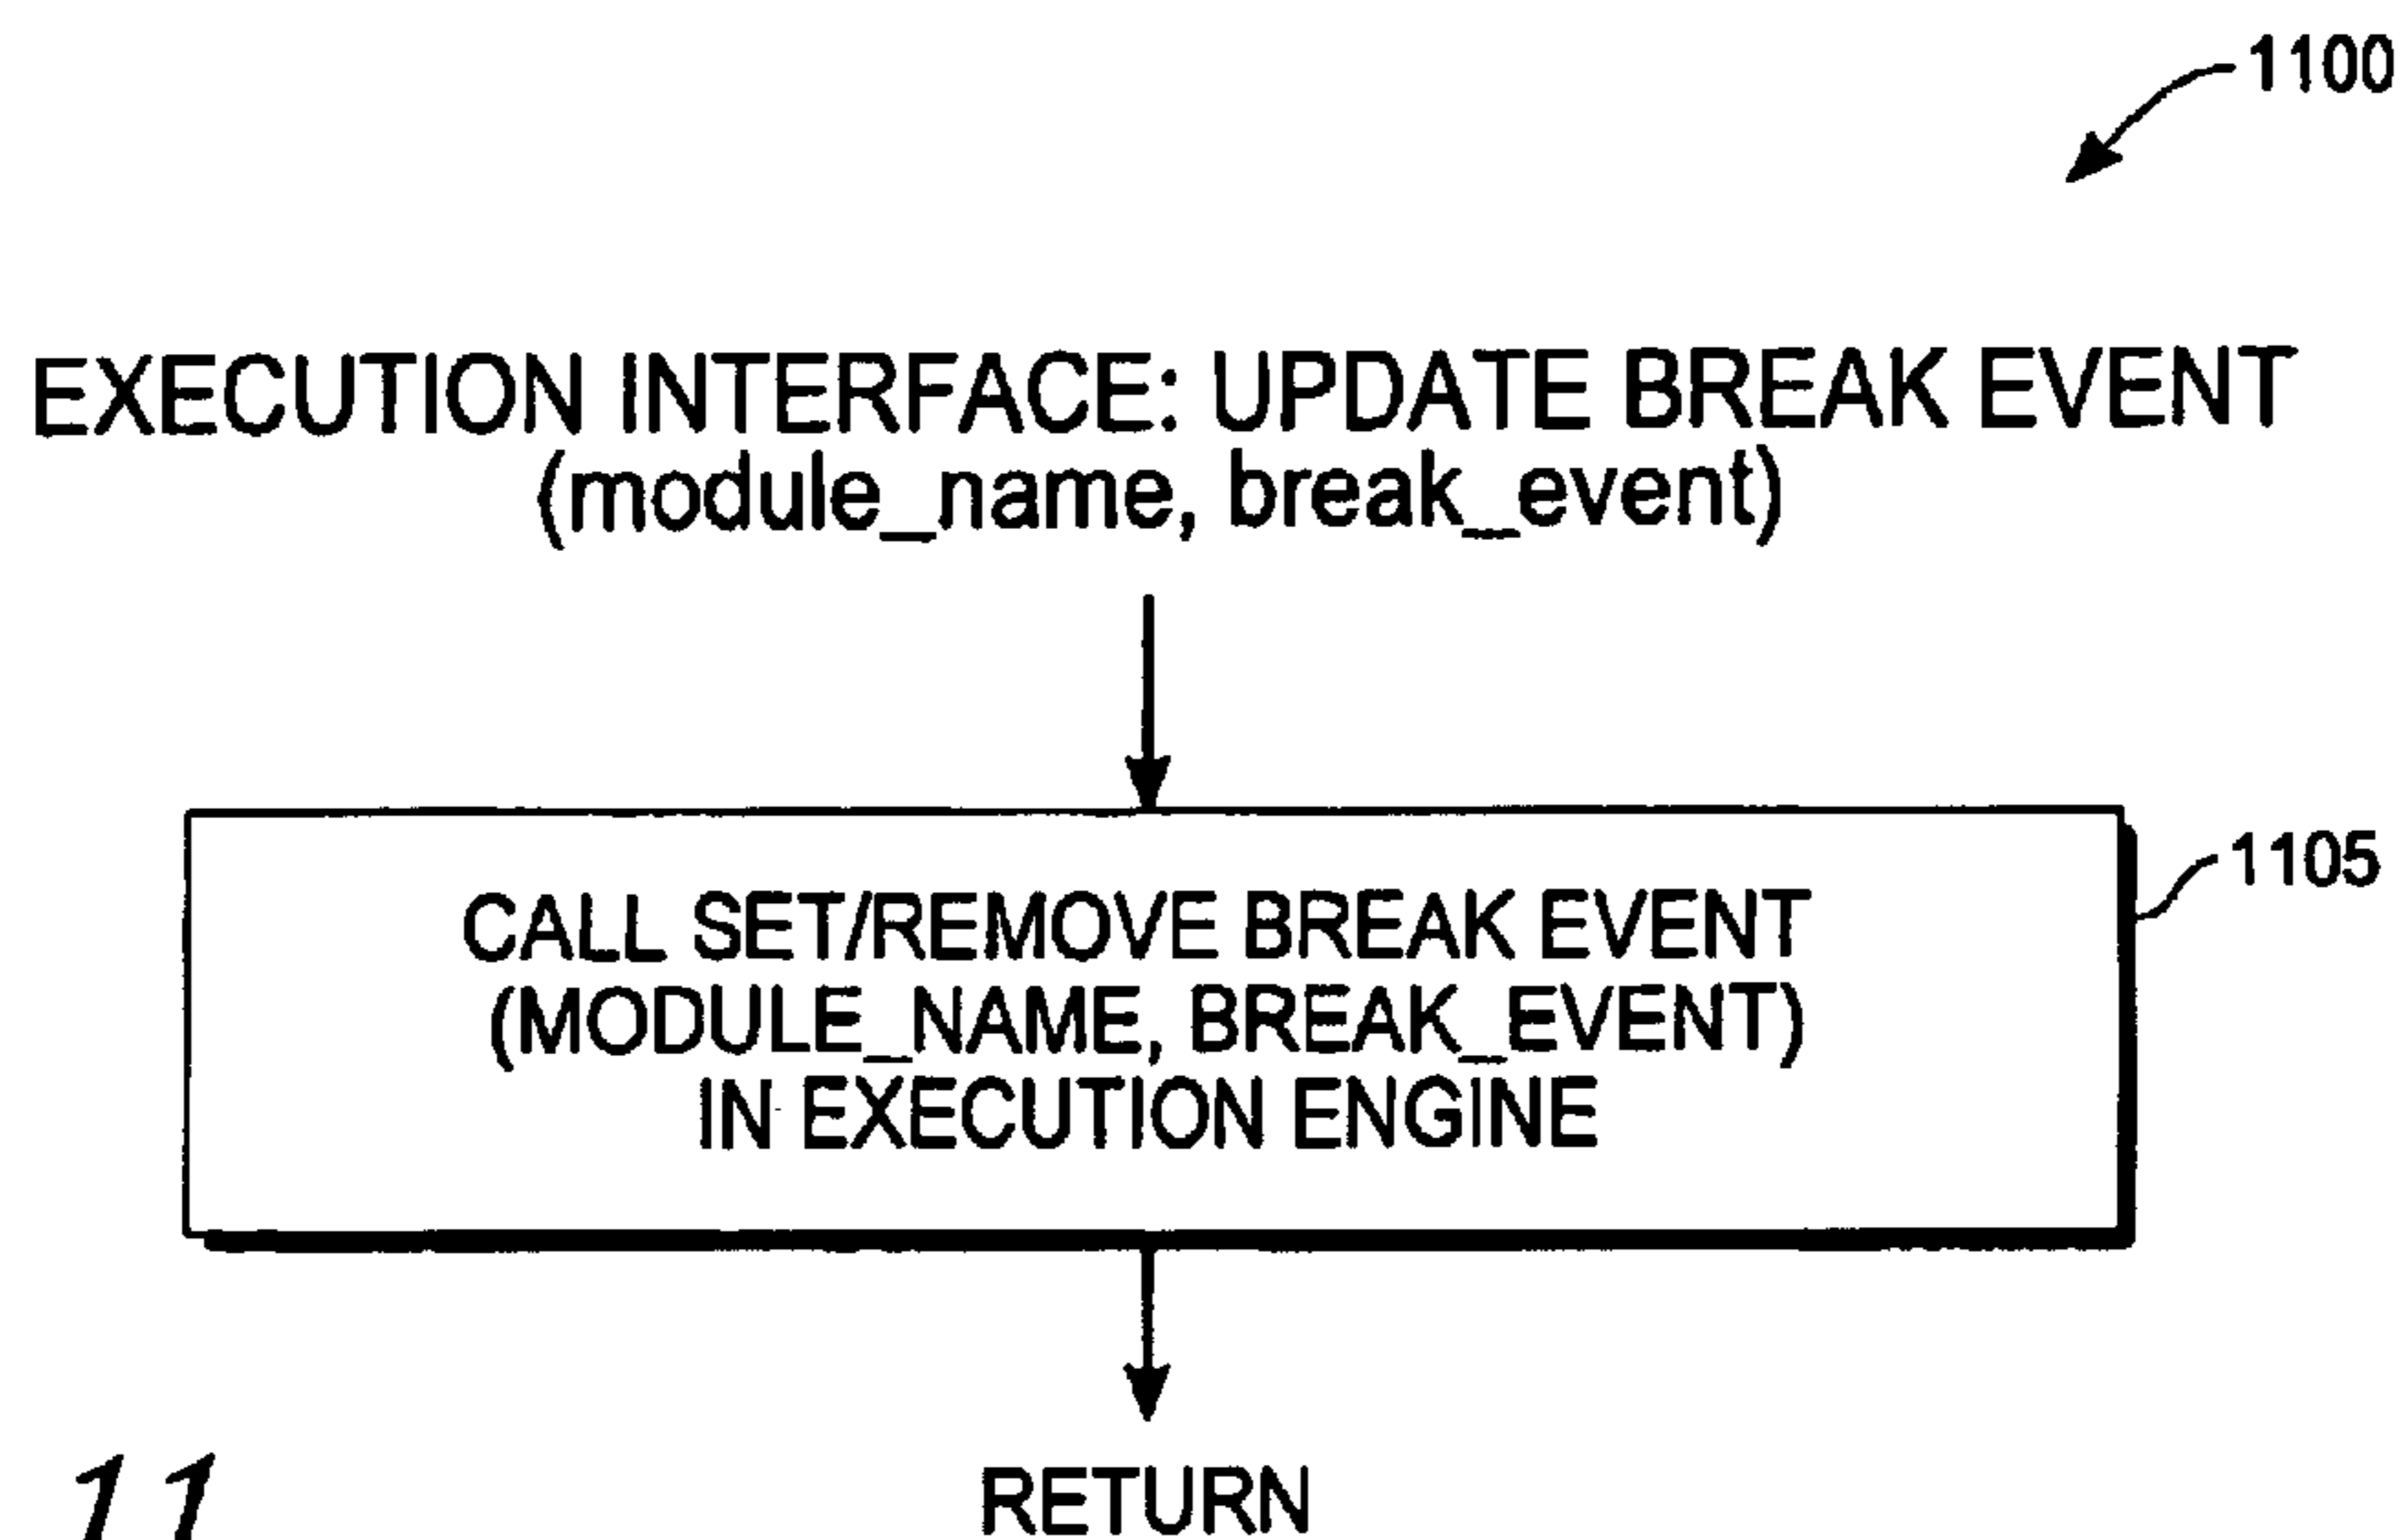 1100
EXECUTION INTERFACE: UPDATE BREAK EVENT
(module_name, break_event)
1105
CALL SET/REMOVE BREAK EVENT
(MODULE_NAME, BREAK_EVENT)
IN EXECUTION ENGINE
RETURN
11